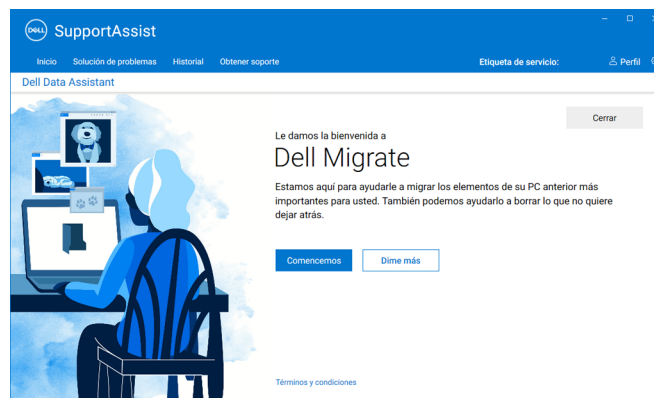 DELL SupportAssist
Inicio Solución de problemas Historial Obtener soporte Etiqueta de servicio: Perfil
Dell Data Assistant
Cerrar
Le damos la bienvenida a
Dell Migrate
Estamos aquí para ayudarle a migrar los elementos de su PC anterior más
importantes para usted. También podemos ayudarlo a borrar lo que no quiere
dejar atrás.
Comencemos Dime más
Términos y condiciones